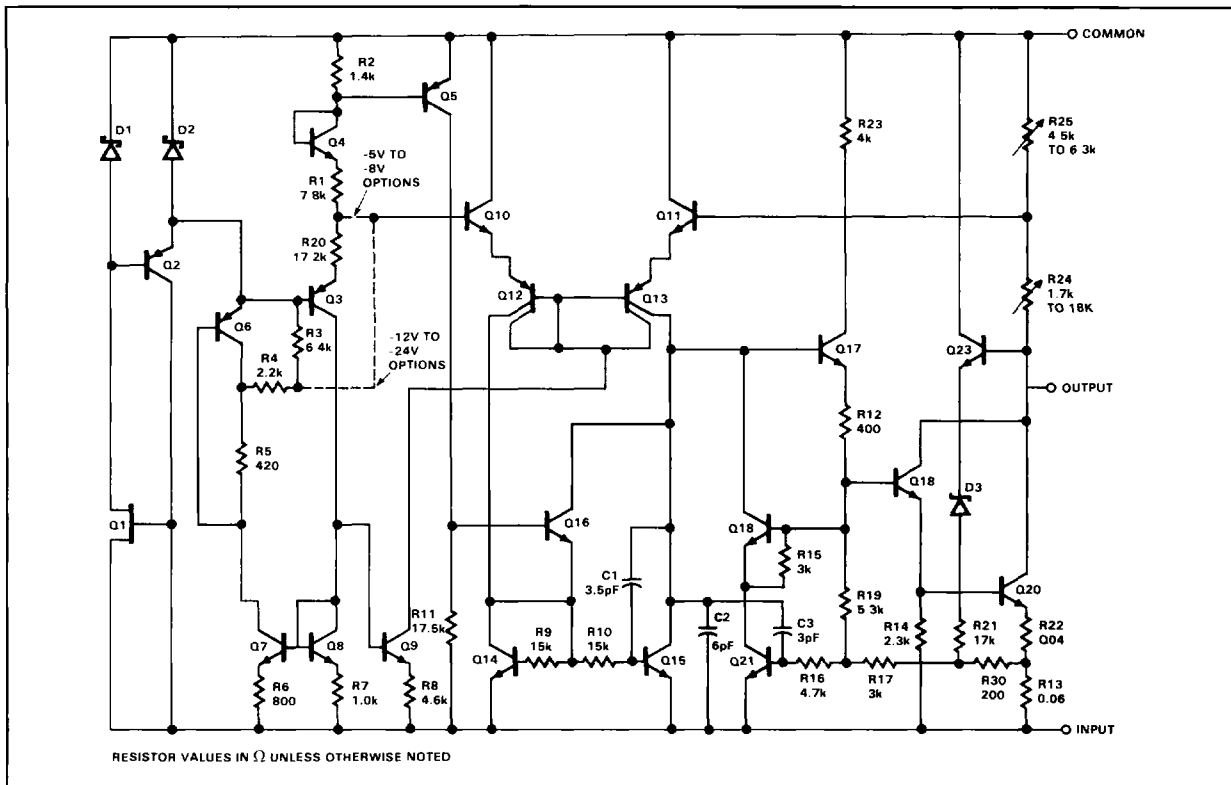 COMMON
R2
1.4k
Q5
D1
D2
Q4
R23
4k
R25
4 5k
TO 6 3k
-5V TO
-8V
OPTIONS
R1
7 8k
Q10
Q11
Q2
R20
17 2k
Q12
Q13
R24
1.7k
TO 18K
Q6
Q3
R3
6 4k
R4
2.2k
-12V TO
-24V
OPTIONS
Q17
Q23
OUTPUT
R12
400
R5
420
Q18
D3
Q1
Q16
Q18
R15
3k
C1
3.5pF
R19
5 3k
Q20
R11
17.5k
C2
6pF
C3
3pF
R14
2.3k
R21
17k
R22
Q04
Q7
Q8
Q9
Q14
R9
15k
R10
15k
Q15
Q21
R16
4.7k
R17
3k
R30
200
R13
0.06
R6
800
R7
1.0k
R8
4.6k
INPUT
RESISTOR VALUES IN Ω UNLESS OTHERWISE NOTED